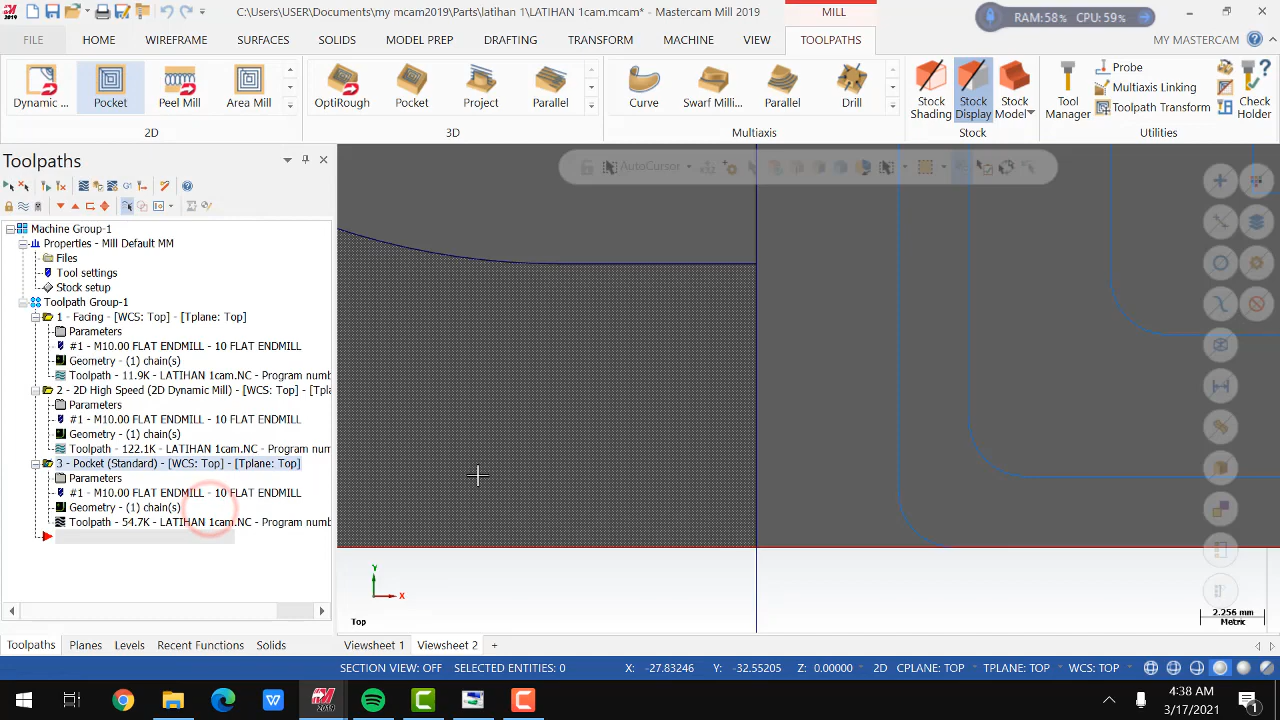 2019
C:\Users\USER\Documents\my mcam2019\Parts\latihan 1\LATIHAN 1cam.mcam* - Mastercam Mill 2019
MILL
RAM:58% CPU:59%
FILE HOME WIREFRAME SURFACES SOLIDS MODEL PREP DRAFTING TRANSFORM MACHINE VIEW TOOLPATHS MY MASTERCAM
Dynamic ... Pocket Peel Mill Area Mill OptiRough Pocket Project Parallel Curve Swarf Milli... Parallel Drill Stock Shading Stock Display Stock Model Tool Manager Probe Multiaxis Linking Toolpath Transform Check Holder
2D 3D Multiaxis Stock Utilities
Toolpaths
AutoCursor
Machine Group-1
Properties - Mill Default MM
Files
Tool settings
Stock setup
Toolpath Group-1
1 - Facing - [WCS: Top] - [Tplane: Top]
Parameters
#1 - M10.00 FLAT ENDMILL - 10 FLAT ENDMILL
Geometry - (1) chain(s)
Toolpath - 11.9K - LATIHAN 1cam.NC - Program numb
2 - 2D High Speed (2D Dynamic Mill) - [WCS: Top] - [Tpl
Parameters
#1 - M10.00 FLAT ENDMILL - 10 FLAT ENDMILL
Geometry - (1) chain(s)
Toolpath - 122.1K - LATIHAN 1cam.NC - Program num
3 - Pocket (Standard) - [WCS: Top] - [Tplane: Top]
Parameters
#1 - M10.00 FLAT ENDMILL - 10 FLAT ENDMILL
Geometry - (1) chain(s)
Toolpath - 54.7K - LATIHAN 1cam.NC - Program numb
Y
X
Top
2.256 mm
Metric
Toolpaths Planes Levels Recent Functions Solids Viewsheet 1 Viewsheet 2 +
SECTION VIEW: OFF SELECTED ENTITIES: 0 X: -27.83246 Y: -32.55205 Z: 0.00000 2D CPLANE: TOP TPLANE: TOP WCS: TOP
4:38 AM
3/17/2021
1